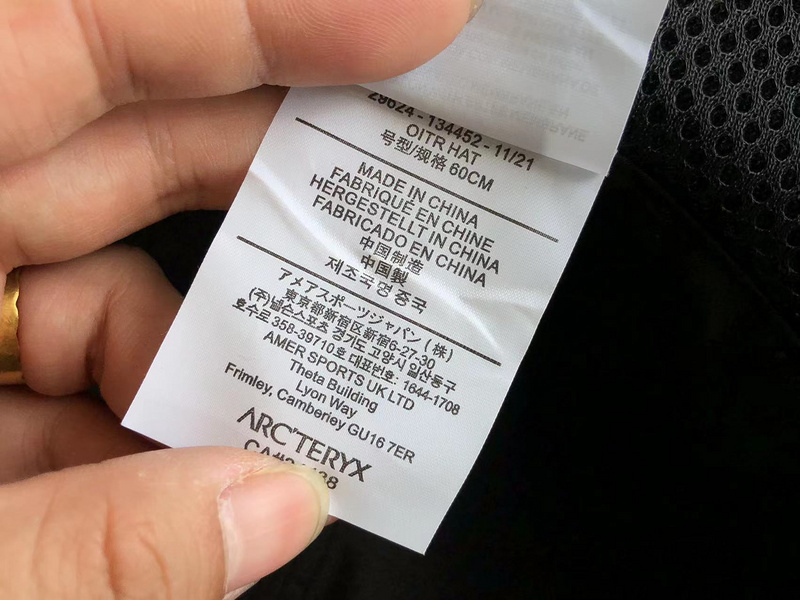 29624 - 134452 - 11/21
OITR HAT
号型/规格 60CM
MADE IN CHINA
FABRIQUÉ EN CHINE
HERGESTELLT IN CHINA
FABRICADO EN CHINA
中国制造
中国製
제조국명 중국
アメアスポーツジャパン (株)
東京都新宿区新宿6-27-30
(주)넬슨스포츠 경기도 고양시 일산동구
호수로 358-39710호 대표번호: 1644-1708
AMER SPORTS UK LTD
Theta Building
Lyon Way
Frimley, Camberley GU16 7ER
ARC'TERYX